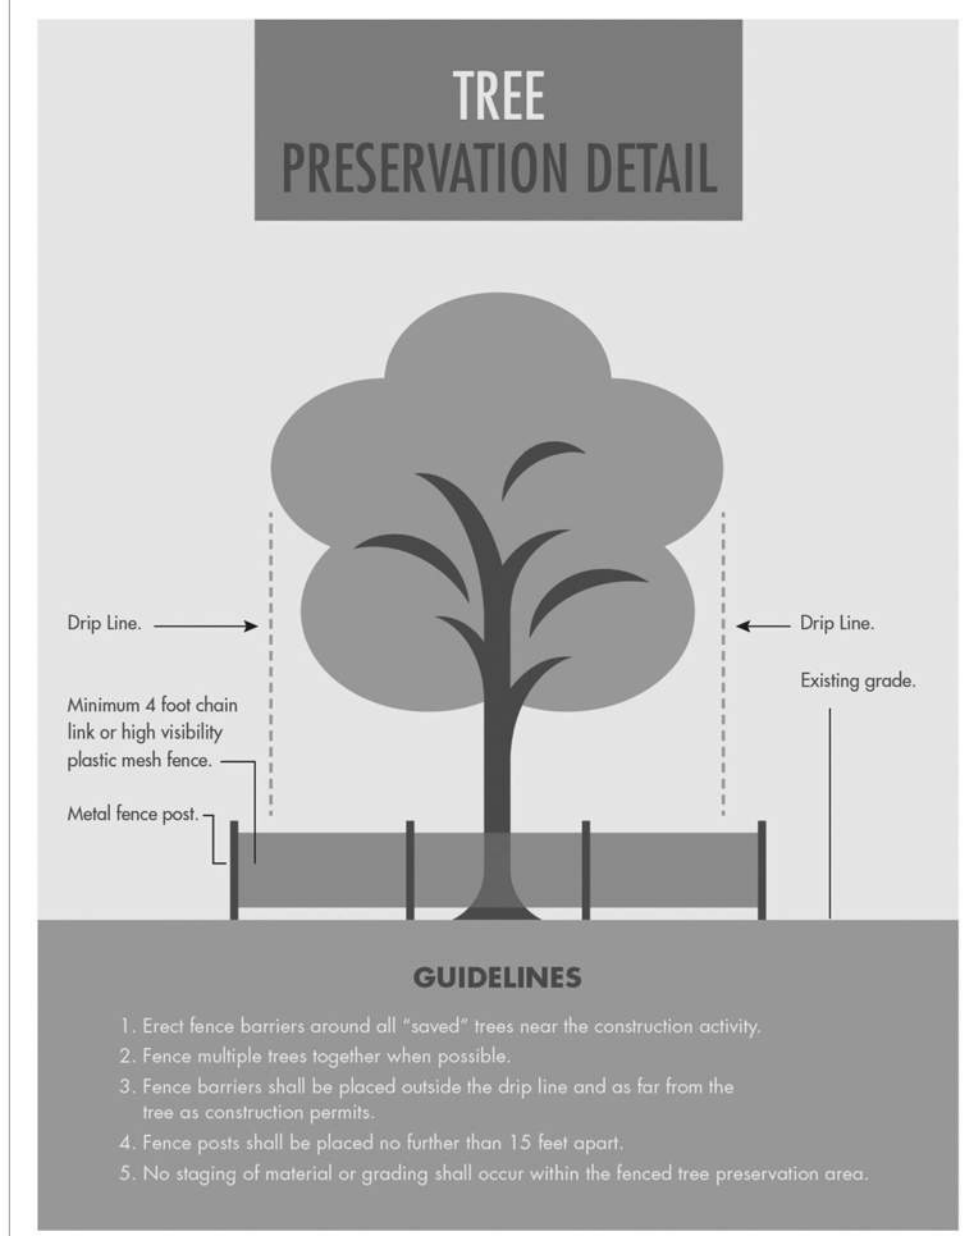 TREE
PRESERVATION DETAIL
Drip Line.
Drip Line.
Existing grade.
Minimum 4 foot chain
link or high visibility
plastic mesh fence.
Metal fence post.
GUIDELINES
1. Erect fence barriers around all “saved” trees near the construction activity.
2. Fence multiple trees together when possible.
3. Fence barriers shall be placed outside the drip line and as far from the
tree as construction permits.
4. Fence posts shall be placed no further than 15 feet apart.
5. No staging of material or grading shall occur within the fenced tree preservation area.